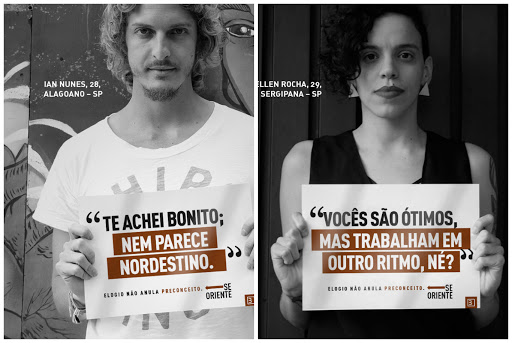 IAN NUNES, 28,
ALAGOANO – SP
HIP
“TE ACHEI BONITO;
NEM PARECE
NORDESTINO.”
ELOGIO NÃO ANULA PRECONCEITO.
SE
ORIENTE
ELLEN ROCHA, 29,
SERGIPANA – SP
“VOCÊS SÃO ÓTIMOS,
MAS TRABALHAM EM
OUTRO RITMO, NÉ?”
ELOGIO NÃO ANULA PRECONCEITO.
SE
ORIENTE